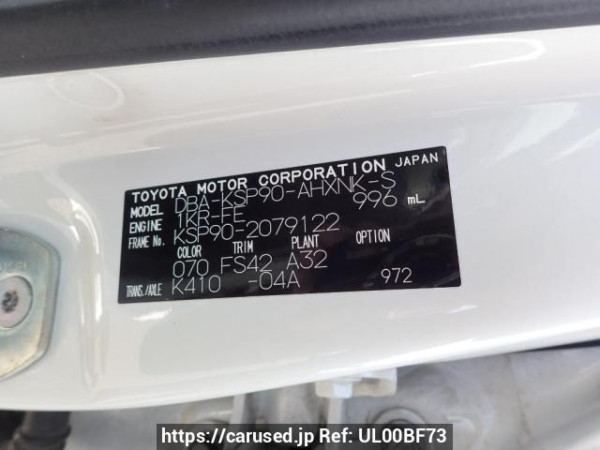 TOYOTA MOTOR CORPORATION JAPAN
MODEL DBA-KSP90-AHXNK-S
ENGINE 1KR-FE 996 mL
FRAME No. KSP90-2079122
COLOR TRIM PLANT OPTION
070 FS42 A32
TRANS./AXLE K410 -04A 972
https://carused.jp Ref: UL00BF73